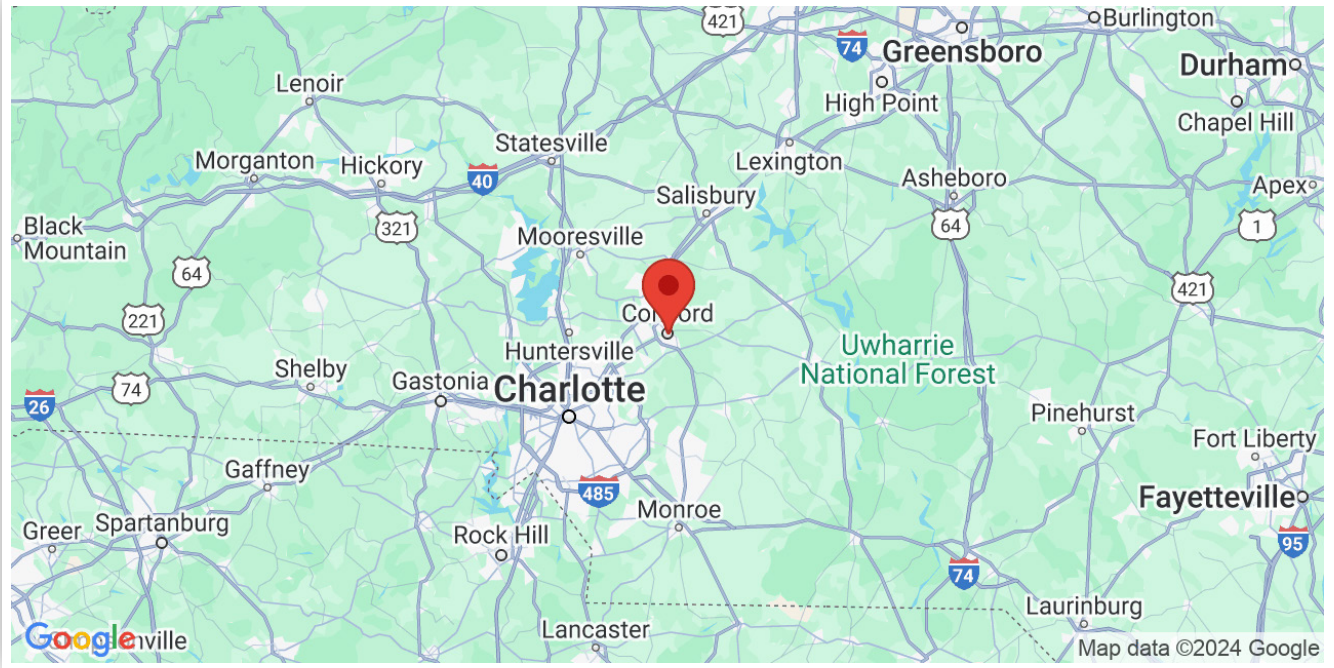 421
Burlington
74
Greensboro
Durham
Lenoir
High Point
Chapel Hill
Statesville
Morganton
Hickory
40
Lexington
Salisbury
Asheboro
Apex
Black
Mountain
321
64
1
Mooresville
64
421
221
Huntersville
Uwharrie
National Forest
74
Shelby
Gastonia
Charlotte
26
Pinehurst
Fort Liberty
Gaffney
485
Fayetteville
Greer
Spartanburg
Rock Hill
Monroe
95
74
Laurinburg
Lancaster
Google
Map data ©2024 Google